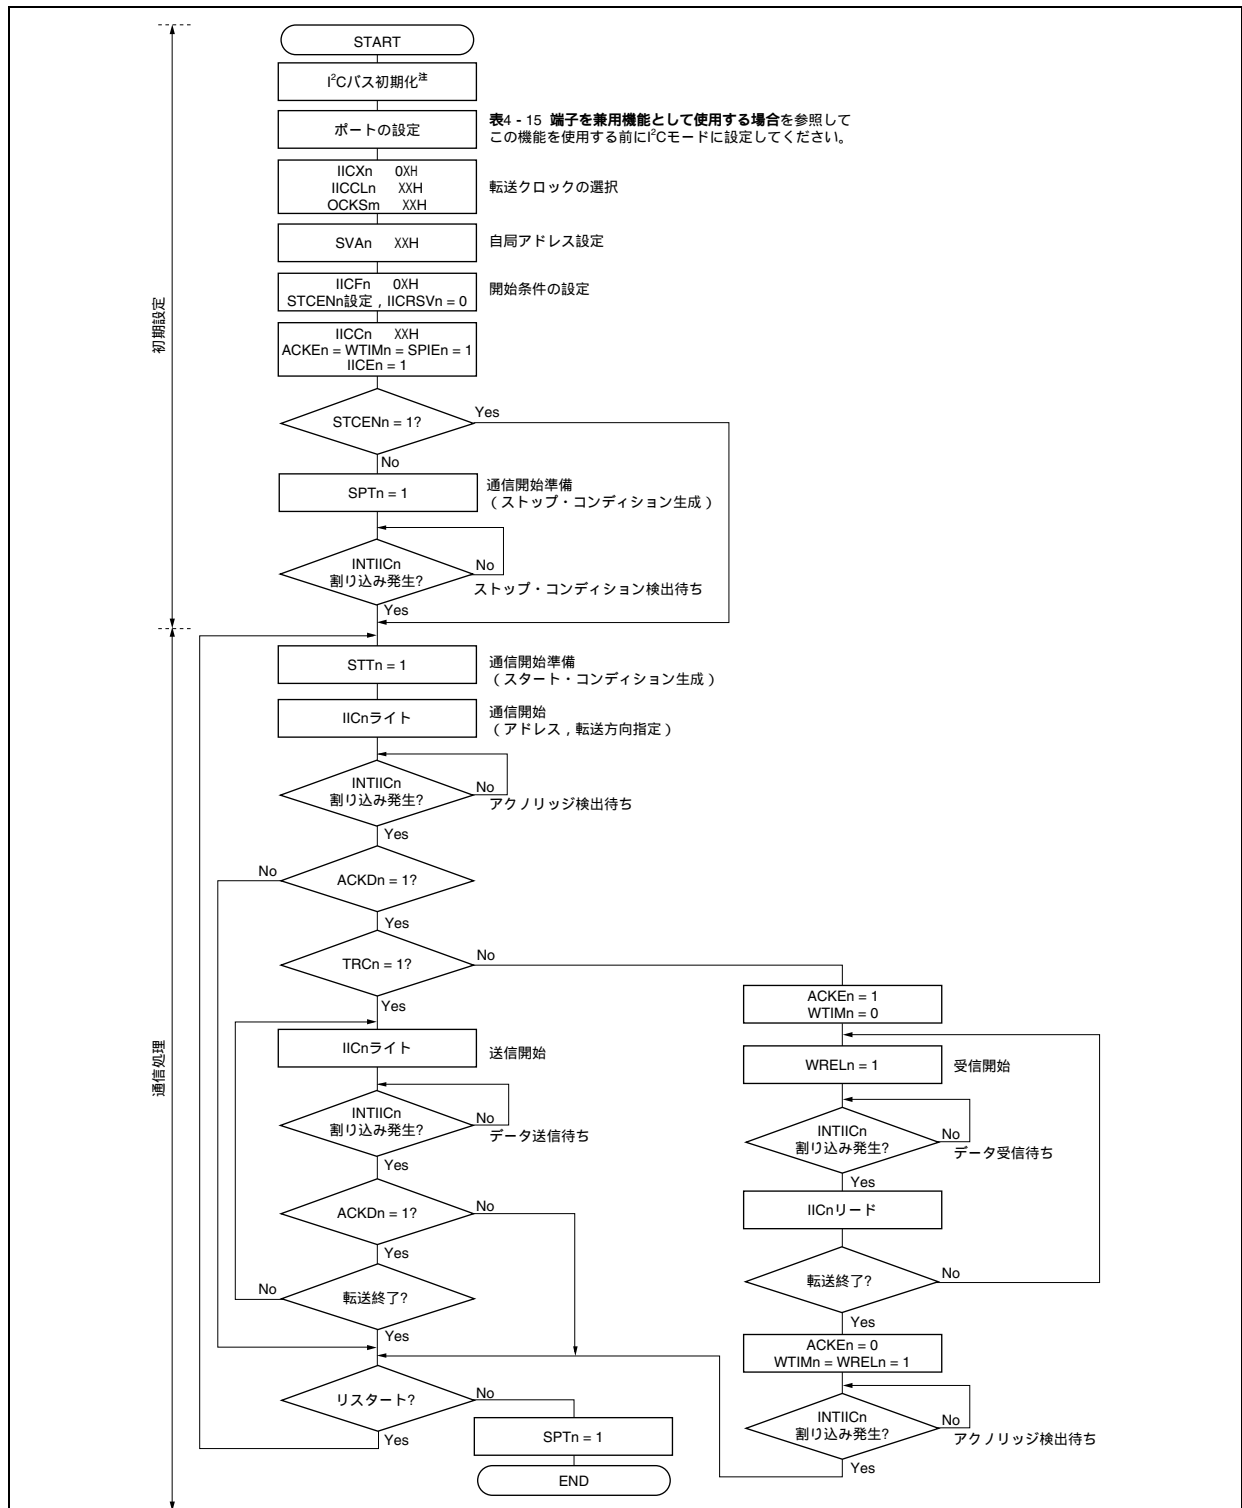 START
I²Cバス初期化注
ポートの設定
表4 - 15 端子を兼用機能として使用する場合を参照して
この機能を使用する前にI²Cモードに設定してください。
IICXn 0XH
IICCLn XXH
OCKSm XXH
転送クロックの選択
SVAn XXH
自局アドレス設定
IICFn 0XH
STCENn設定 , IICRSVn = 0
開始条件の設定
初期設定
IICCn XXH
ACKEn = WTIMn = SPIEn = 1
IICEn = 1
STCENn = 1?
Yes
No
SPTn = 1
通信開始準備
( ストップ・コンディション生成 )
INTIICn
割り込み発生?
No
ストップ・コンディション検出待ち
Yes
STTn = 1
通信開始準備
( スタート・コンディション生成 )
IICnライト
通信開始
( アドレス , 転送方向指定 )
INTIICn
割り込み発生?
No
アクノリッジ検出待ち
Yes
No
ACKDn = 1?
Yes
TRCn = 1?
No
Yes
通信処理
IICnライト
送信開始
INTIICn
割り込み発生?
No
データ送信待ち
Yes
ACKDn = 1?
No
Yes
No
転送終了?
Yes
ACKEn = 1
WTIMn = 0
WRELn = 1
受信開始
INTIICn
割り込み発生?
No
データ受信待ち
Yes
IICnリード
転送終了?
No
Yes
ACKEn = 0
WTIMn = WRELn = 1
INTIICn
割り込み発生?
No
アクノリッジ検出待ち
Yes
リスタート?
No
Yes
SPTn = 1
END